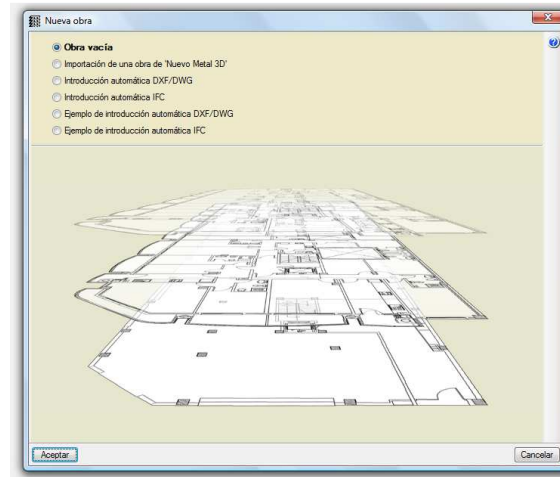 Nueva obra
Obra vacía
Importación de una obra de 'Nuevo Metal 3D'
Introducción automática DXF/DWG
Introducción automática IFC
Ejemplo de introducción automática DXF/DWG
Ejemplo de introducción automática IFC
Aceptar
Cancelar